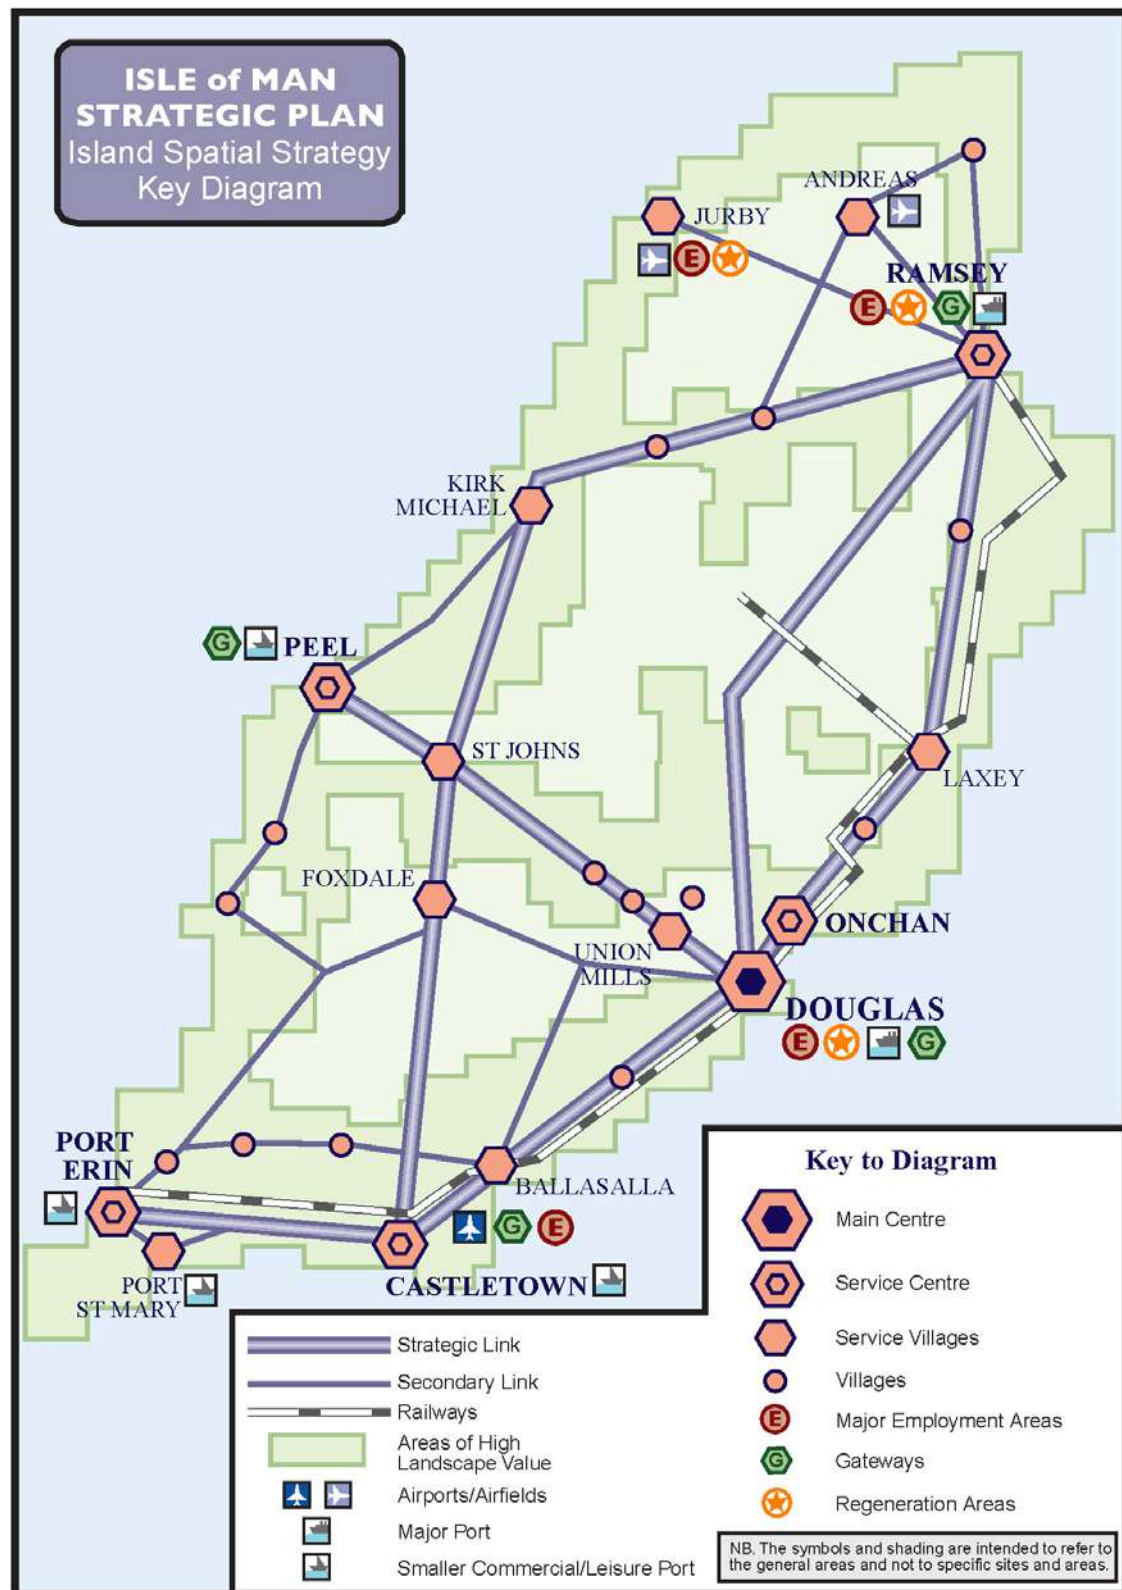 ISLE of MAN
STRATEGIC PLAN
Island Spatial Strategy
Key Diagram
ANDREAS
JURBY
E
RAMSEY
E
G
KIRK
MICHAEL
G
PEEL
ST JOHNS
LAXEY
FOXDALE
ONCHAN
UNION
MILLS
DOUGLAS
E
G
PORT
ERIN
BALLASALLA
G
E
PORT
ST MARY
CASTLETOWN
Strategic Link
Secondary Link
Railways
Areas of High
Landscape Value
Airports/Airfields
Major Port
Smaller Commercial/Leisure Port
Key to Diagram
Main Centre
Service Centre
Service Villages
Villages
E
Major Employment Areas
G
Gateways
Regeneration Areas
NB. The symbols and shading are intended to refer to
the general areas and not to specific sites and areas.